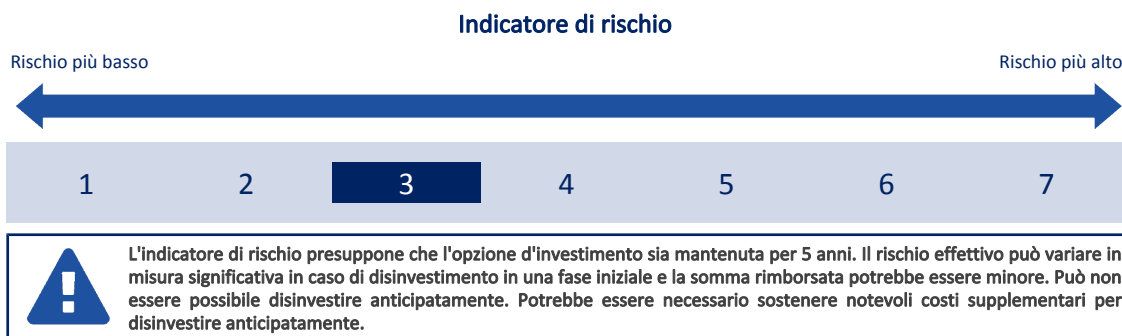 Indicatore di rischio
Rischio più basso
Rischio più alto
1 2 3 4 5 6 7
L'indicatore di rischio presuppone che l'opzione d'investimento sia mantenuta per 5 anni. Il rischio effettivo può variare in
misura significativa in caso di disinvestimento in una fase iniziale e la somma rimborsata potrebbe essere minore. Può non
essere possibile disinvestire anticipatamente. Potrebbe essere necessario sostenere notevoli costi supplementari per
disinvestire anticipatamente.